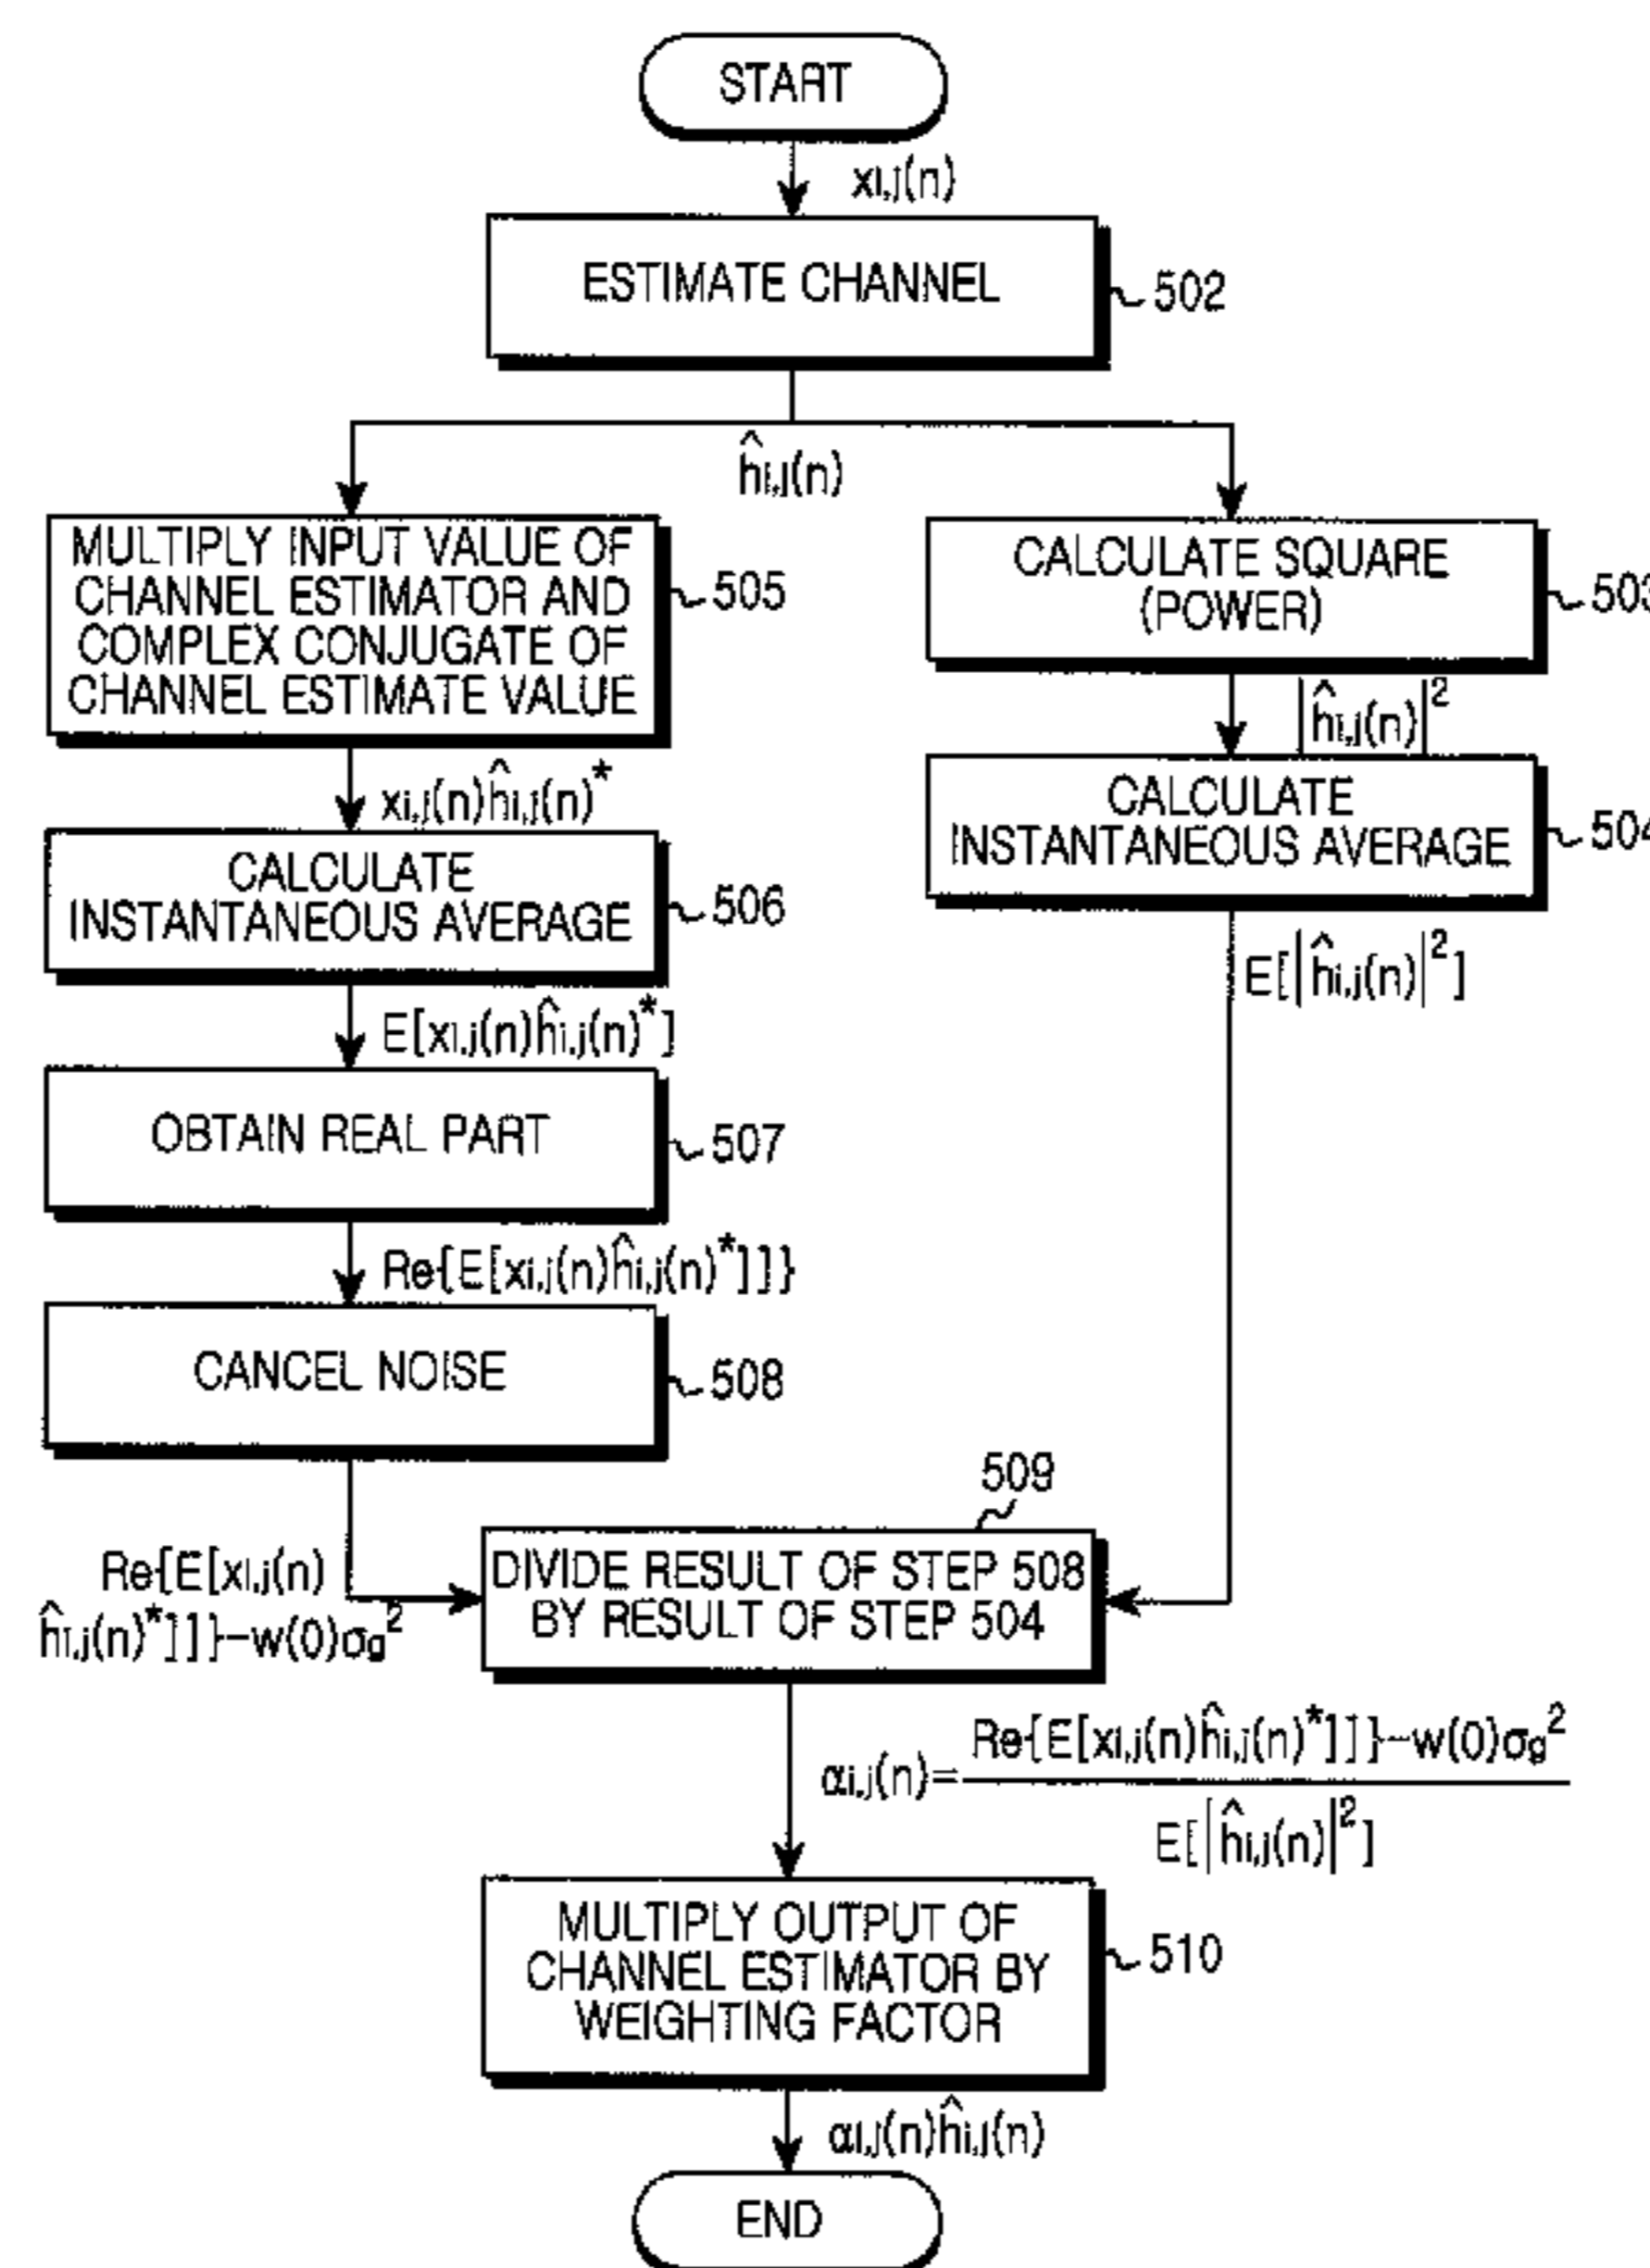 START
xi,j(n)
ESTIMATE CHANNEL
502
ĥi,j(n)
MULTIPLY INPUT VALUE OF
CHANNEL ESTIMATOR AND
COMPLEX CONJUGATE OF
CHANNEL ESTIMATE VALUE
505
CALCULATE SQUARE
(POWER)
503
|ĥi,j(n)|²
xi,j(n)ĥi,j(n)*
CALCULATE
INSTANTANEOUS AVERAGE
504
CALCULATE
INSTANTANEOUS AVERAGE
506
E[|ĥi,j(n)|²]
E[xi,j(n)ĥi,j(n)*]
OBTAIN REAL PART
507
Re{E[xi,j(n)ĥi,j(n)*]]}
CANCEL NOISE
508
509
Re{E[xi,j(n)
ĥi,j(n)*]]}-w(0)σg²
DIVIDE RESULT OF STEP 508
BY RESULT OF STEP 504
Re{E[xi,j(n)ĥi,j(n)*]]}-w(0)σg²
αi,j(n)=
E[|ĥi,j(n)|²]
MULTIPLY OUTPUT OF
CHANNEL ESTIMATOR BY
WEIGHTING FACTOR
510
αi,j(n)ĥi,j(n)
END